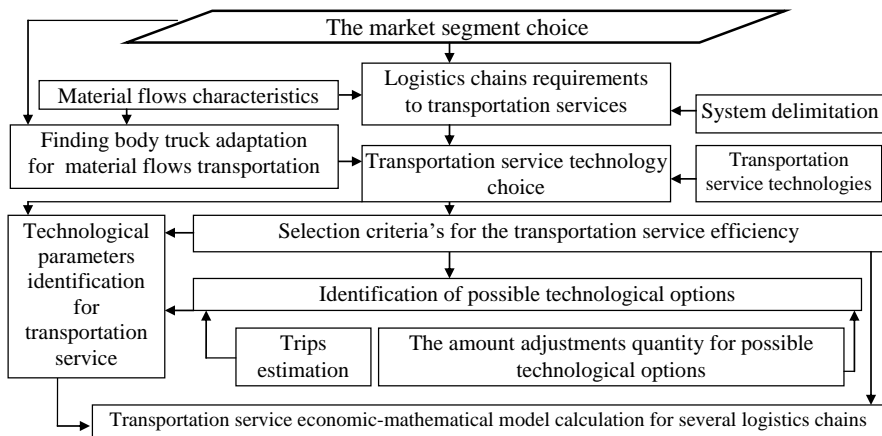 The market segment choice
Logistics chains requirements
to transportation services
Material flows characteristics
System delimitation
Finding body truck adaptation
for material flows transportation
Transportation service technology
choice
Transportation
service technologies
Technological
parameters
identification
for
transportation
service
Selection criteria's for the transportation service efficiency
Identification of possible technological options
Trips
estimation
The amount adjustments quantity for possible
technological options
Transportation service economic-mathematical model calculation for several logistics chains